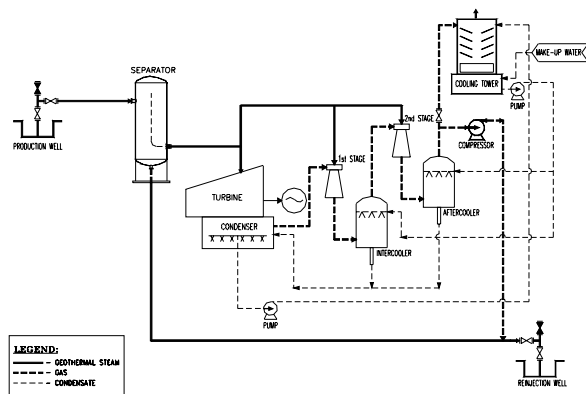 SEPARATOR
PRODUCTION WELL
TURBINE
CONDENSER
1st STAGE
2nd STAGE
INTERCOOLER
AFTERCOOLER
COMPRESSOR
COOLING TOWER
PUMP
MAKE-UP WATER
PUMP
REINJECTION WELL
LEGEND:
GEOTHERMAL STEAM
GAS
CONDENSATE